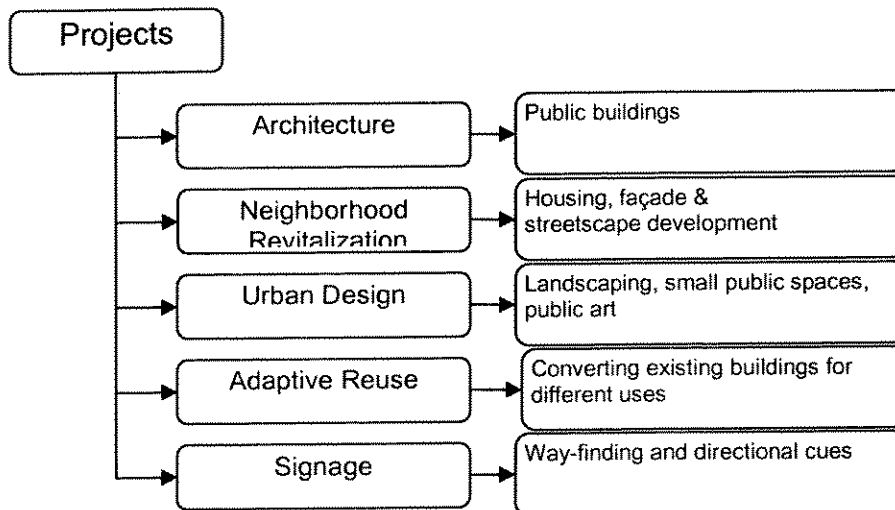 Projects
Architecture
Public buildings
Neighborhood
Revitalization
Housing, façade &
streetscape development
Urban Design
Landscaping, small public spaces,
public art
Adaptive Reuse
Converting existing buildings for
different uses
Signage
Way-finding and directional cues